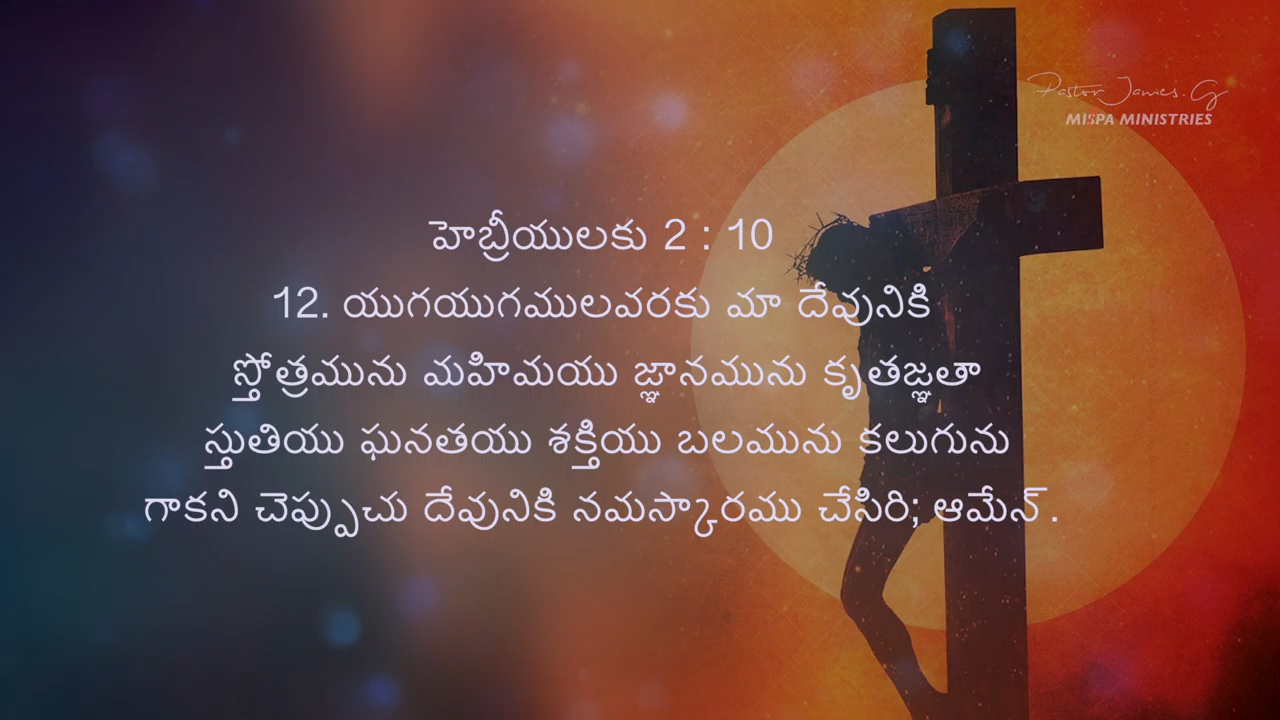 Pastor James. G
MISPA MINISTRIES
హెబ్రీయులకు 2 : 10
12. యుగయుగములవరకు మా దేవునికి
స్తోత్రమును మహిమయు జ్ఞానమును కృతజ్ఞతా
స్తుతియు ఘనతయు శక్తియు బలమును కలుగును
గాకని చెప్పుచు దేవునికి నమస్కారము చేసిరి; ఆమేన్.